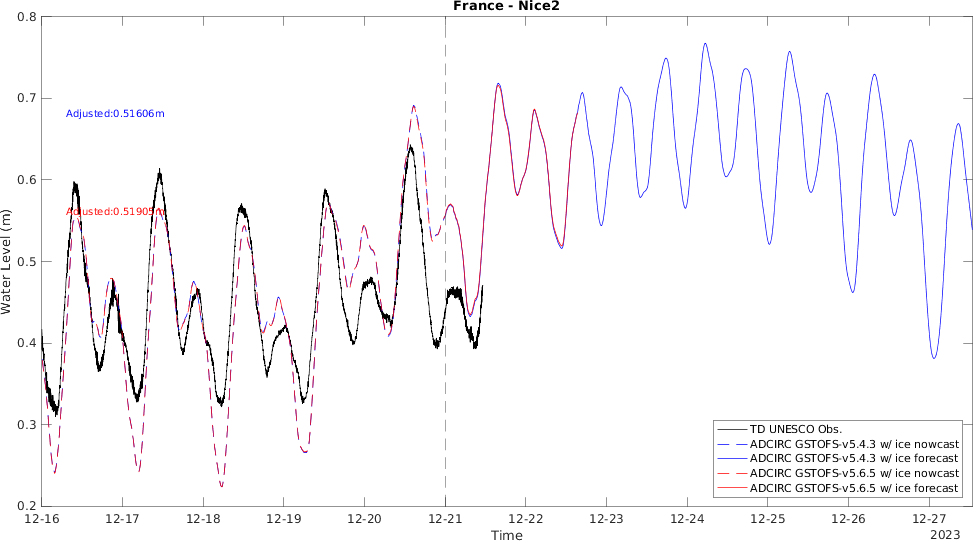 France - Nice2
0.8
0.7
0.6
0.5
0.4
0.3
0.2
Water Level (m)
Adjusted:0.51606m
Adjusted:0.51905m
TD UNESCO Obs.
ADCIRC GSTOFS-v5.4.3 w/ ice nowcast
ADCIRC GSTOFS-v5.4.3 w/ ice forecast
ADCIRC GSTOFS-v5.6.5 w/ ice nowcast
ADCIRC GSTOFS-v5.6.5 w/ ice forecast
12-16 12-17 12-18 12-19 12-20 12-21 12-22 12-23 12-24 12-25 12-26 12-27
Time
2023